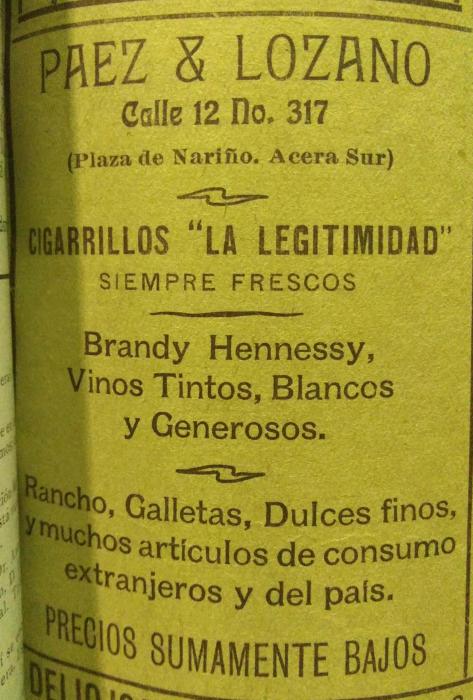 PAEZ & LOZANO
Calle 12 No. 317
(Plaza de Nariño. Acera Sur)
CIGARRILLOS "LA LEGITIMIDAD"
SIEMPRE FRESCOS
Brandy Hennessy,
Vinos Tintos, Blancos
y Generosos.
Rancho, Galletas, Dulces finos,
y muchos artículos de consumo
extranjeros y del país.
PRECIOS SUMAMENTE BAJOS